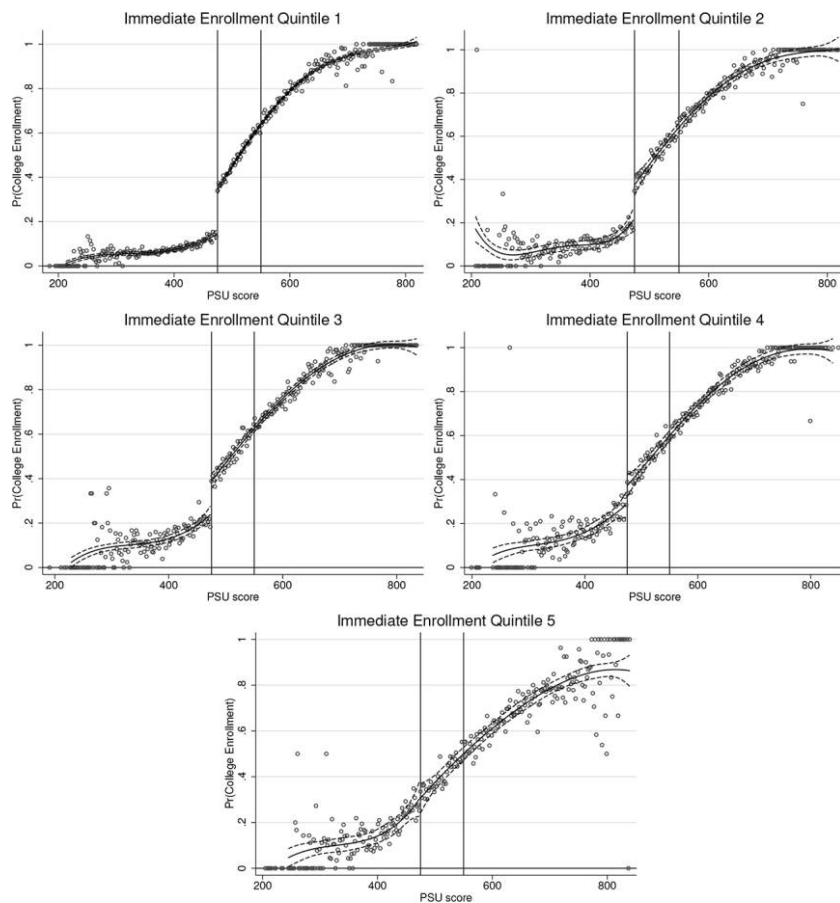 Immediate Enrollment Quintile 1
Pr(College Enrollment)
1
.8
.6
.4
.2
0
200 400 600 800
PSU score
Immediate Enrollment Quintile 2
Pr(College Enrollment)
1
.8
.6
.4
.2
0
200 400 600 800
PSU score
Immediate Enrollment Quintile 3
Pr(College Enrollment)
1
.8
.6
.4
.2
0
200 400 600 800
PSU score
Immediate Enrollment Quintile 4
Pr(College Enrollment)
1
.8
.6
.4
.2
0
200 400 600 800
PSU score
Immediate Enrollment Quintile 5
Pr(College Enrollment)
1
.8
.6
.4
.2
0
200 400 600 800
PSU score